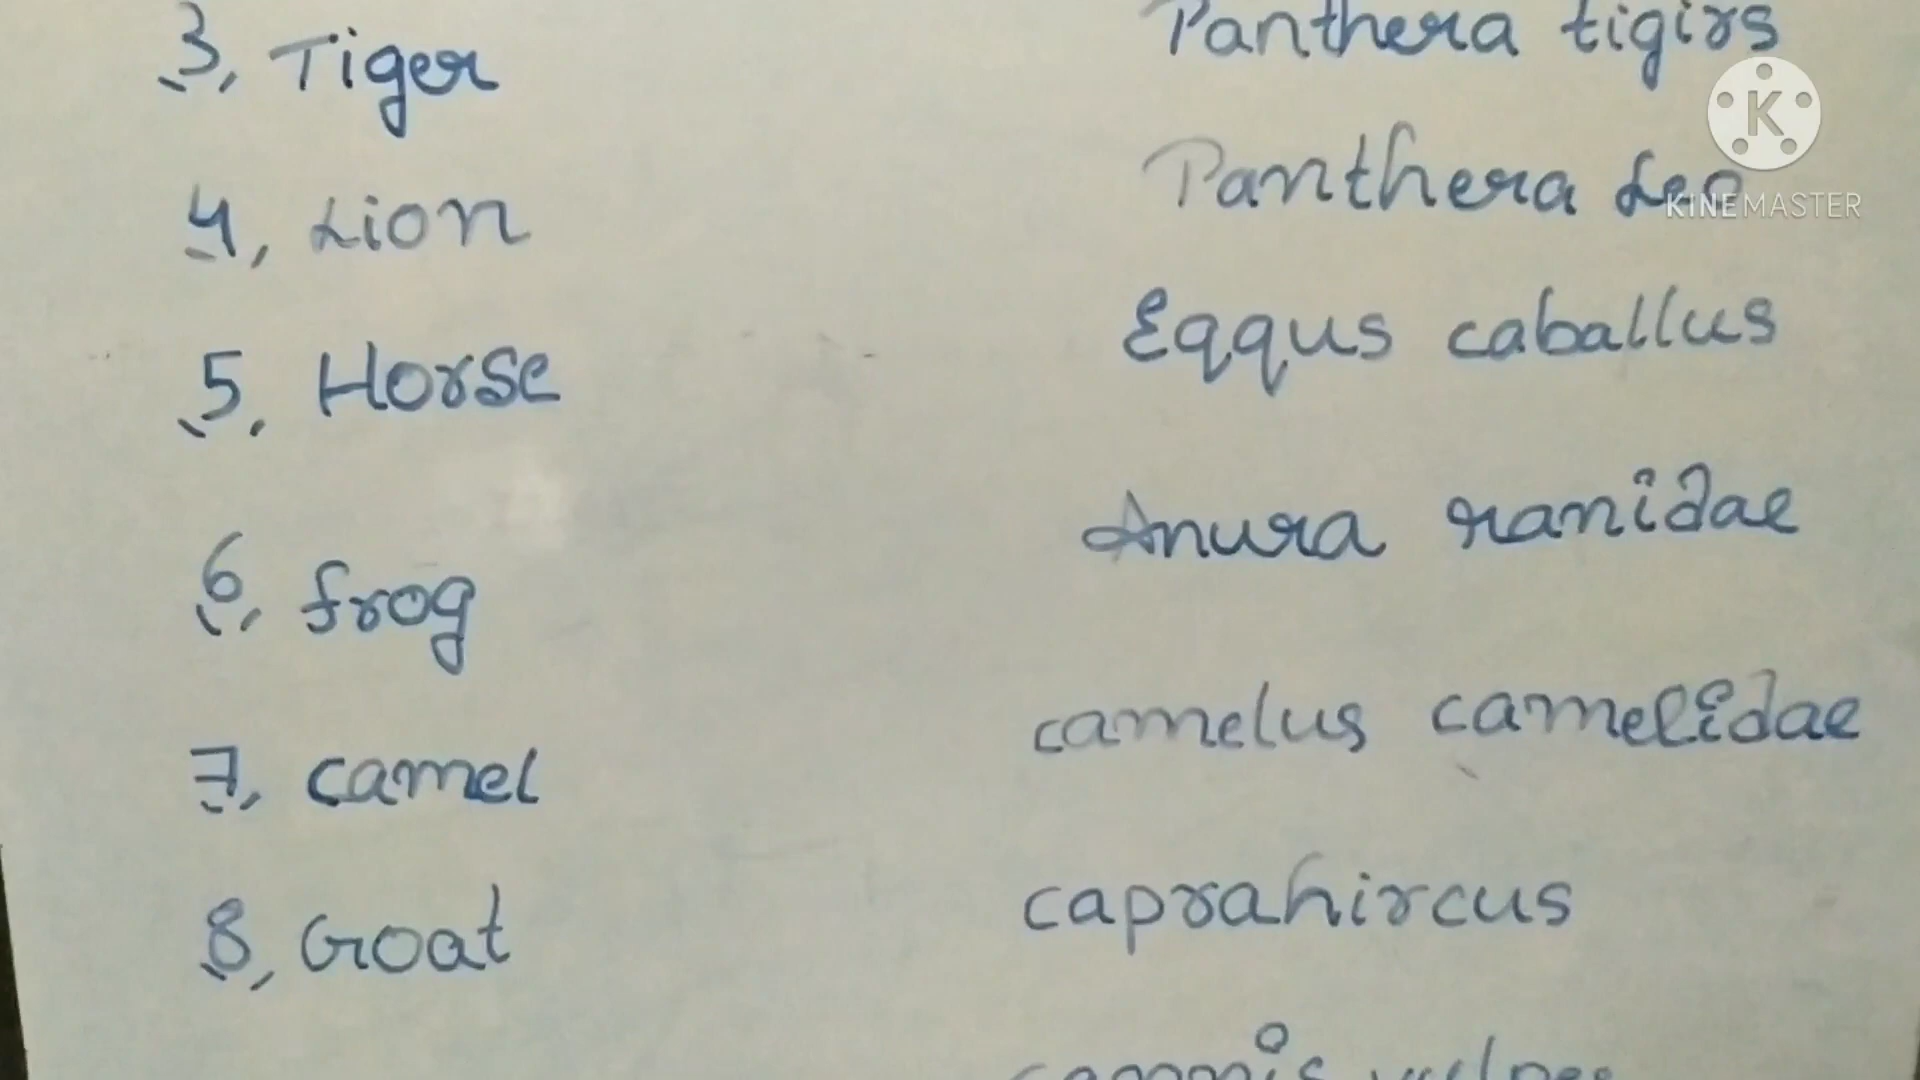 3, Tiger Panthera tigirs
4, Lion Panthera Leo
5. Horse Eqqus caballus
6, frog Anura ranidae
7, camel camelus camelidae
8, Goat caprahircus
K
KINEMASTER